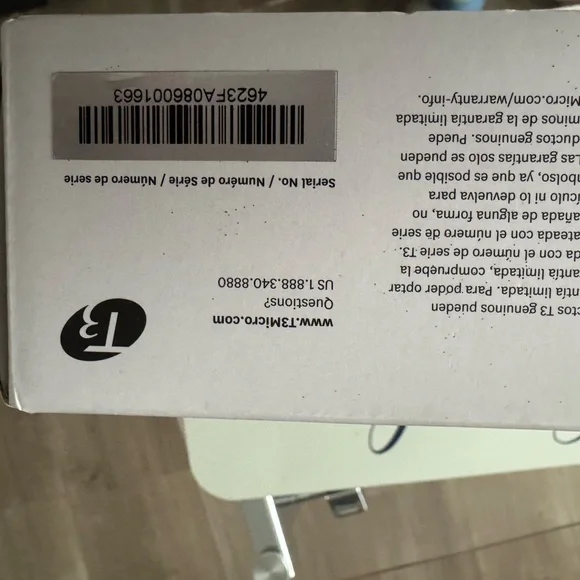 ctos T3 genuinos pueden
ntía limitada. Para poder optar
antía limitada, compruebe la
da con el número de serie T3.
ateada con el número de serie
añada de alguna forma, no
ículo ni lo devuelva para
nbolso, ya que es posible que
Las garantías solo se pueden
ductos genuinos. Puede
minos de la garantía limitada
Micro.com/warranty-info.
T3
www.T3Micro.com
Questions?
US 1.888.340.8880
Serial No. / Numéro de Série / Número de serie
4623FA0860001663